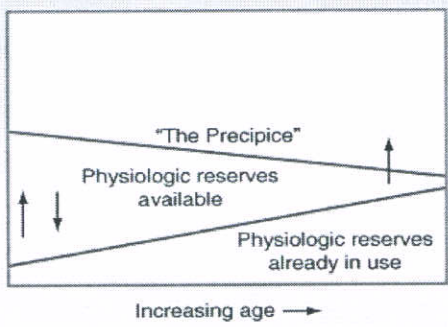 "The Precipice"
Physiologic reserves
available
Physiologic reserves
already in use
Increasing age